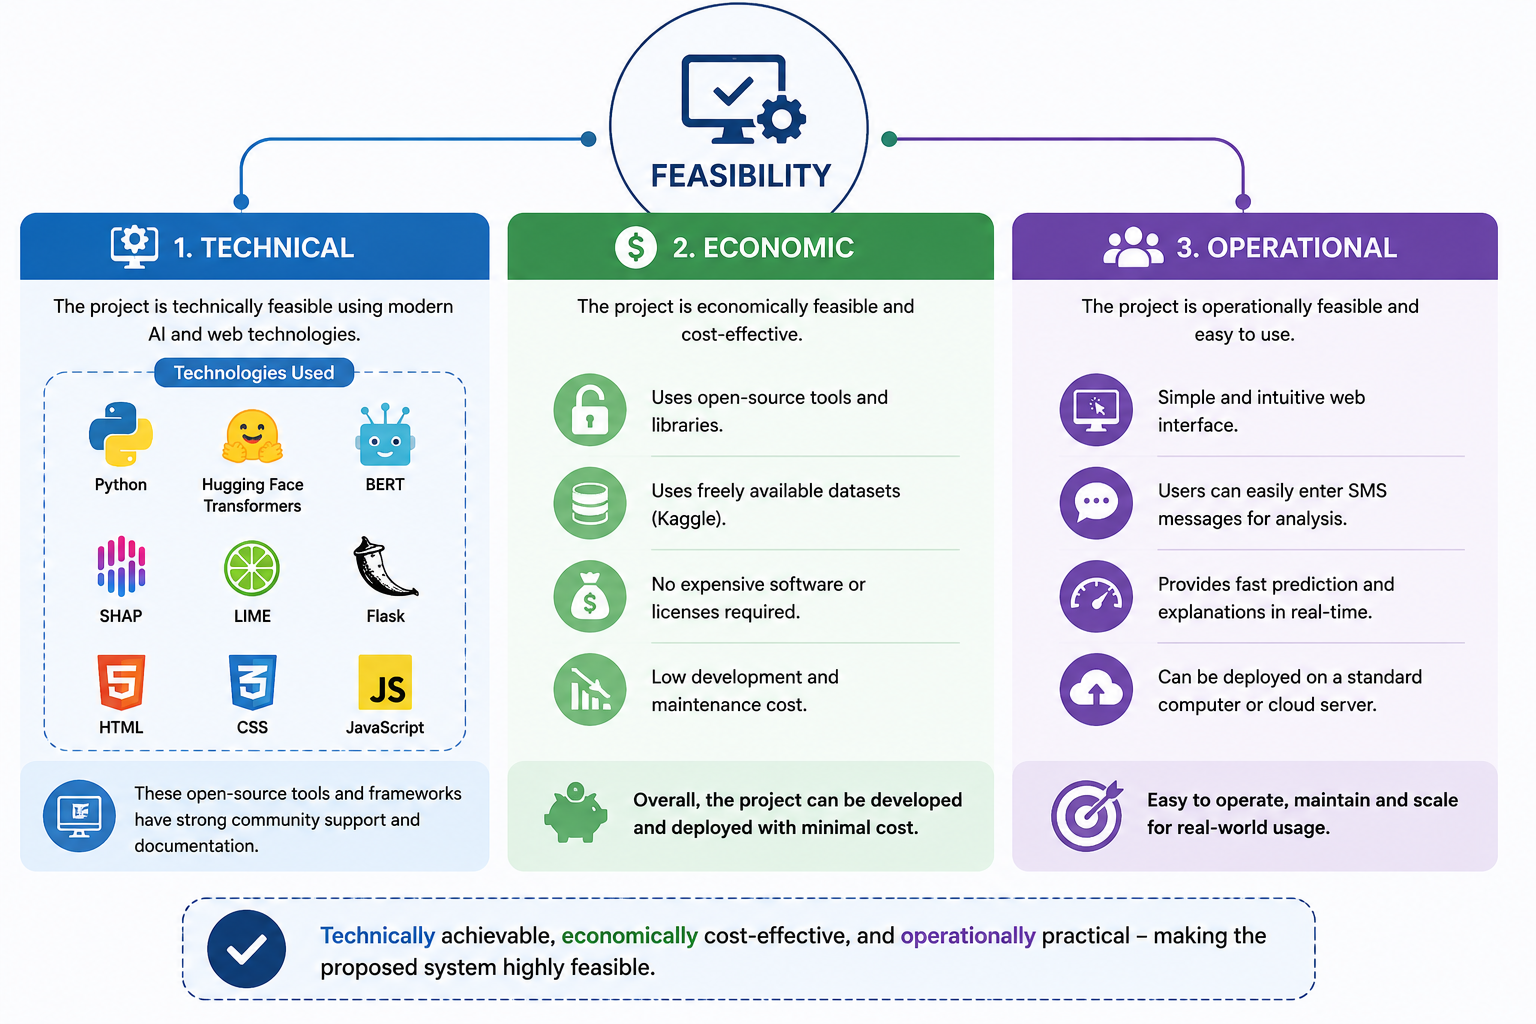 FEASIBILITY
1. TECHNICAL
The project is technically feasible using modern
AI and web technologies.
Technologies Used
Python
Hugging Face
Transformers
BERT
SHAP
LIME
Flask
5
HTML
3
CSS
JS
JavaScript
These open-source tools and frameworks
have strong community support and
documentation.
$
2. ECONOMIC
The project is economically feasible and
cost-effective.
Uses open-source tools and
libraries.
Uses freely available datasets
(Kaggle).
$
No expensive software or
licenses required.
Low development and
maintenance cost.
Overall, the project can be developed
and deployed with minimal cost.
3. OPERATIONAL
The project is operationally feasible and
easy to use.
Simple and intuitive web
interface.
Users can easily enter SMS
messages for analysis.
Provides fast prediction and
explanations in real-time.
Can be deployed on a standard
computer or cloud server.
Easy to operate, maintain and scale
for real-world usage.
Technically achievable, economically cost-effective, and operationally practical – making the
proposed system highly feasible.